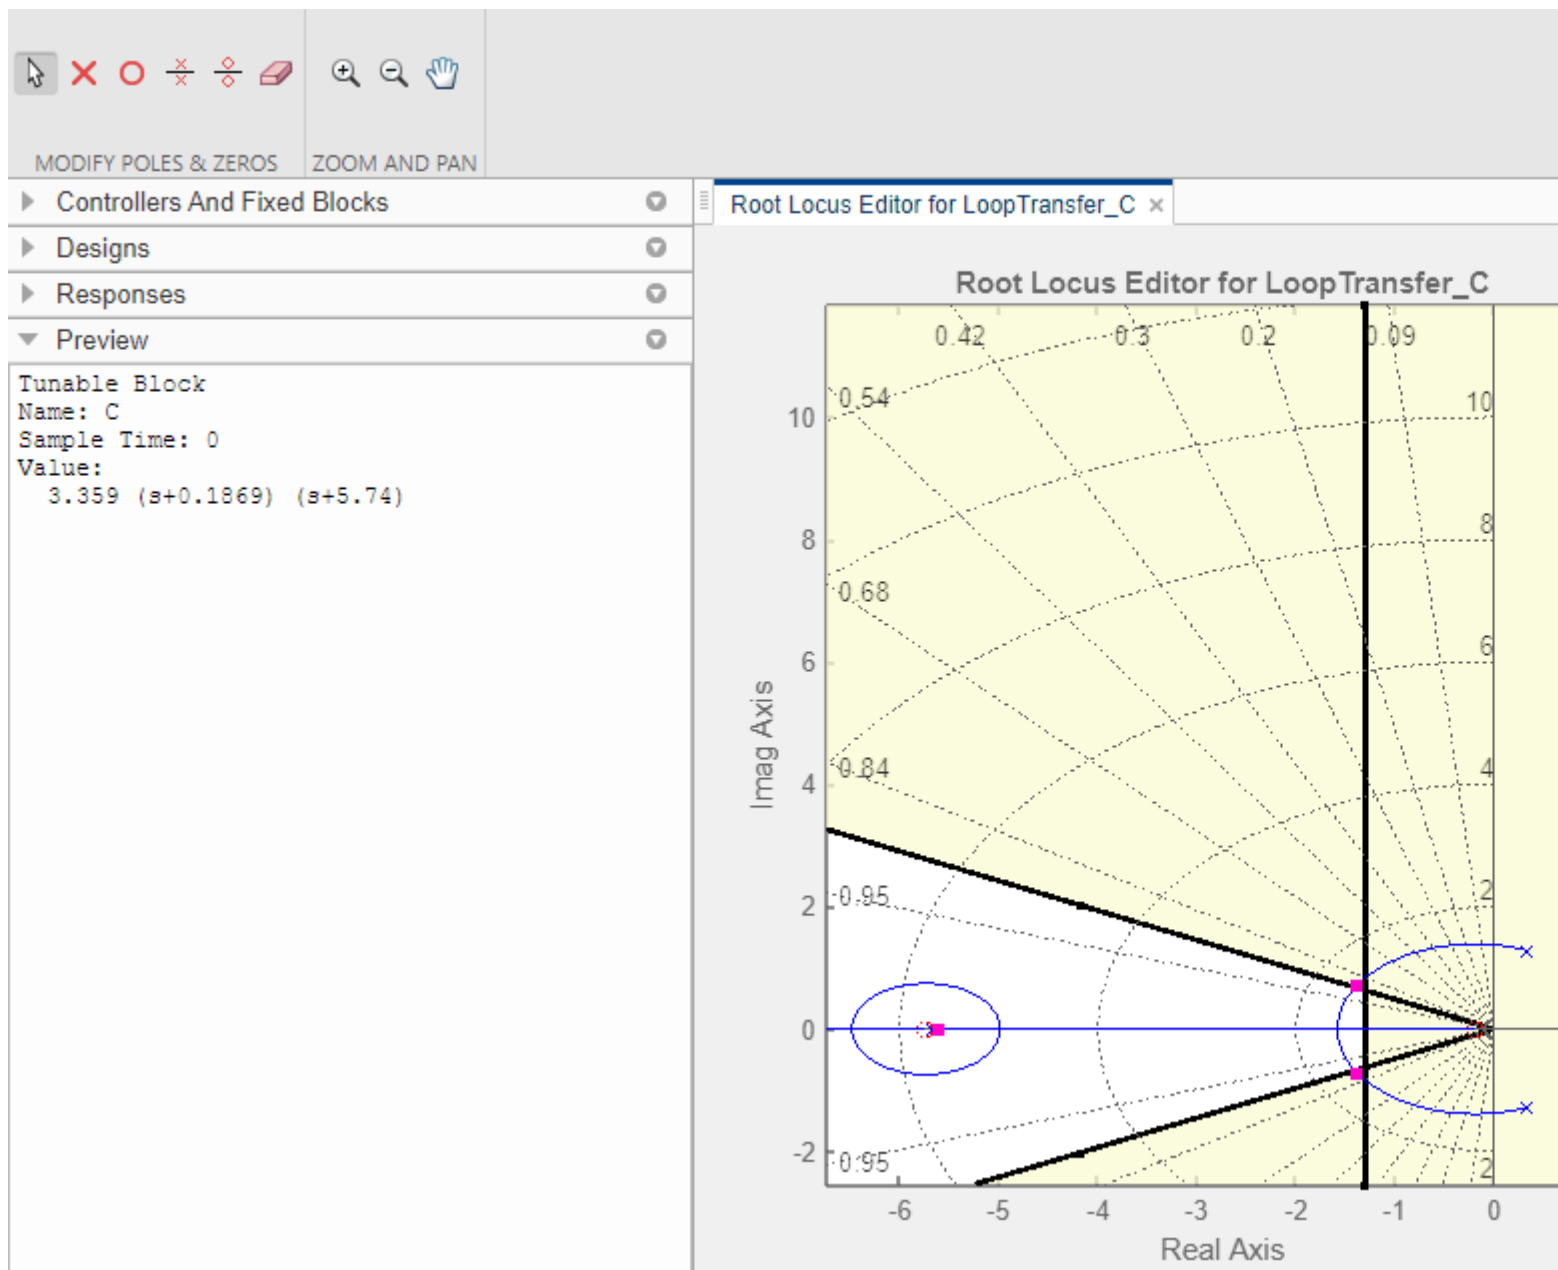 MODIFY POLES & ZEROS
ZOOM AND PAN
Controllers And Fixed Blocks
Designs
Responses
Preview
Tunable Block
Name: C
Sample Time: 0
Value:
3.359 (s+0.1869) (s+5.74)
Root Locus Editor for LoopTransfer_C
Root Locus Editor for LoopTransfer_C
0.42 0.3 0.2 0.09
0.54
0.68
0.84
0.95
0.95
10
8
6
4
2
2
10
8
6
4
2
0
-2
Imag Axis
-6 -5 -4 -3 -2 -1 0
Real Axis